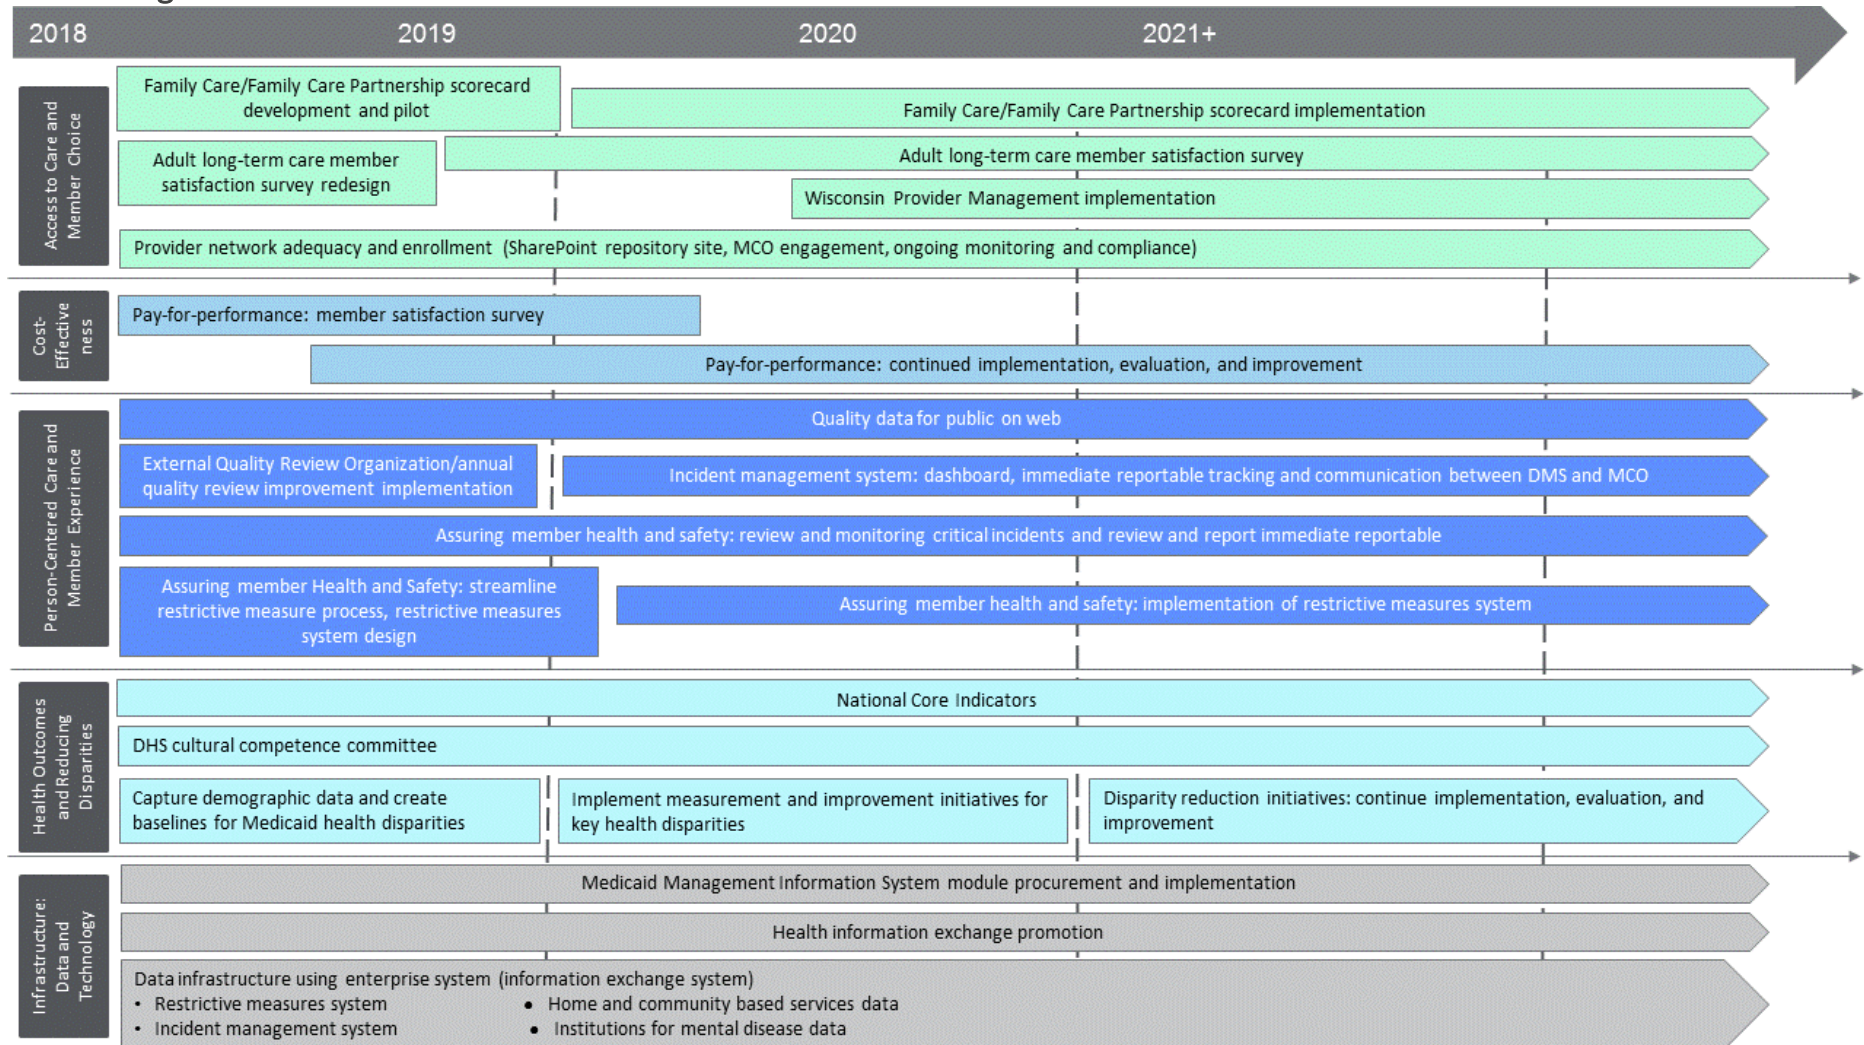 2018 2019 2020 2021+
Access to Care and
Member Choice
Family Care/Family Care Partnership scorecard
development and pilot
Family Care/Family Care Partnership scorecard implementation
Adult long-term care member
satisfaction survey redesign
Adult long-term care member satisfaction survey
Wisconsin Provider Management implementation
Provider network adequacy and enrollment (SharePoint repository site, MCO engagement, ongoing monitoring and compliance)
Cost-
Effective
ness
Pay-for-performance: member satisfaction survey
Pay-for-performance: continued implementation, evaluation, and improvement
Person-Centered Care and
Member Experience
Quality data for public on web
External Quality Review Organization/annual
quality review improvement implementation
Incident management system: dashboard, immediate reportable tracking and communication between DMS and MCO
Assuring member health and safety: review and monitoring critical incidents and review and report immediate reportable
Assuring member Health and Safety: streamline
restrictive measure process, restrictive measures
system design
Assuring member health and safety: implementation of restrictive measures system
Health Outcomes
and Reducing
Disparities
National Core Indicators
DHS cultural competence committee
Capture demographic data and create
baselines for Medicaid health disparities
Implement measurement and improvement initiatives for
key health disparities
Disparity reduction initiatives: continue implementation, evaluation, and
improvement
Infrastructure:
Data and
Technology
Medicaid Management Information System module procurement and implementation
Health information exchange promotion
Data infrastructure using enterprise system (information exchange system)
• Restrictive measures system
• Incident management system
• Home and community based services data
• Institutions for mental disease data